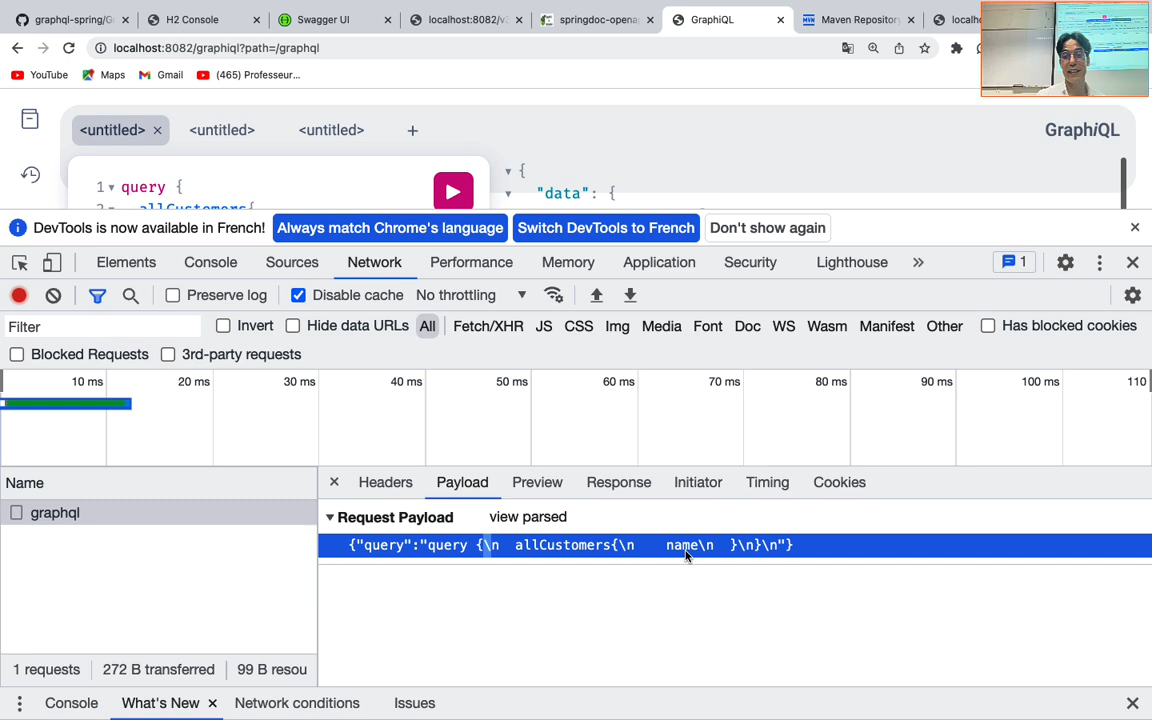 graphql-spring/G
H2 Console
Swagger UI
localhost:8082/v3
springdoc-opena
GraphiQL
Maven Repository
localho
localhost:8082/graphiql?path=/graphql
YouTube
Maps
Gmail
(465) Professeur...
<untitled>
<untitled>
<untitled>
+
GraphiQL
1 query {
allCustomers{
{
"data": {
DevTools is now available in French!
Always match Chrome's language
Switch DevTools to French
Don't show again
Elements
Console
Sources
Network
Performance
Memory
Application
Security
Lighthouse
1
Preserve log
Disable cache
No throttling
Filter
Invert
Hide data URLs
All
Fetch/XHR
JS
CSS
Img
Media
Font
Doc
WS
Wasm
Manifest
Other
Has blocked cookies
Blocked Requests
3rd-party requests
10 ms
20 ms
30 ms
40 ms
50 ms
60 ms
70 ms
80 ms
90 ms
100 ms
110
Name
Headers
Payload
Preview
Response
Initiator
Timing
Cookies
graphql
Request Payload
view parsed
{"query":"query {\n  allCustomers{\n    name\n  }\n}\n"}
1 requests
272 B transferred
99 B resou
Console
What's New
Network conditions
Issues